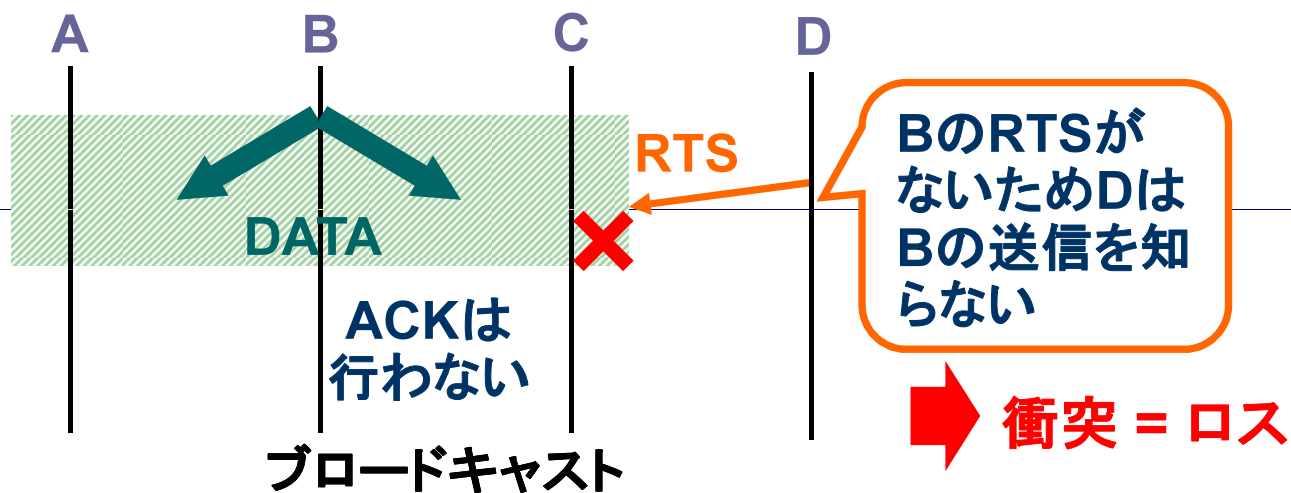 A
B
C
D
RTS
DATA
BのRTSが
ないためDは
Bの送信を知
らない
ACKは
行わない
衝突 = ロス
ブロードキャスト